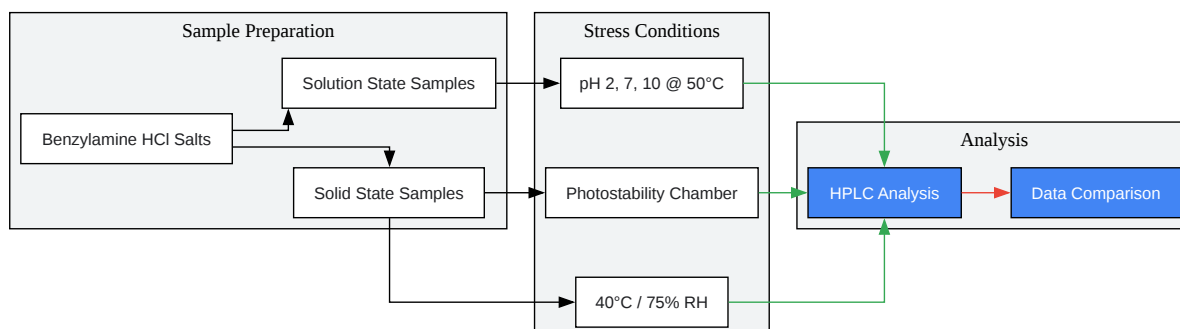 Sample Preparation
Stress Conditions
Solution State Samples
pH 2, 7, 10 @ 50°C
Benzylamine HCl Salts
Analysis
Solid State Samples
Photostability Chamber
HPLC Analysis
Data Comparison
40°C / 75% RH